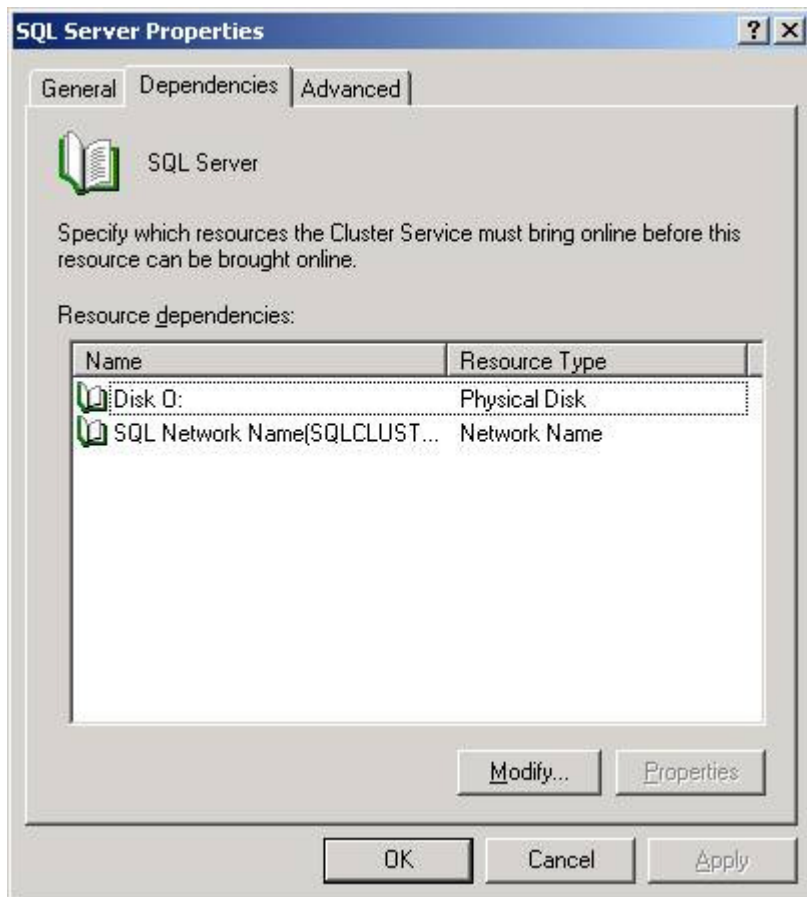 SQL Server Properties
? X
General Dependencies Advanced
SQL Server
Specify which resources the Cluster Service must bring online before this
resource can be brought online.
Resource dependencies:
Name Resource Type
Disk O: Physical Disk
SQL Network Name(SQLCLUST... Network Name
Modify... Properties
OK Cancel Apply